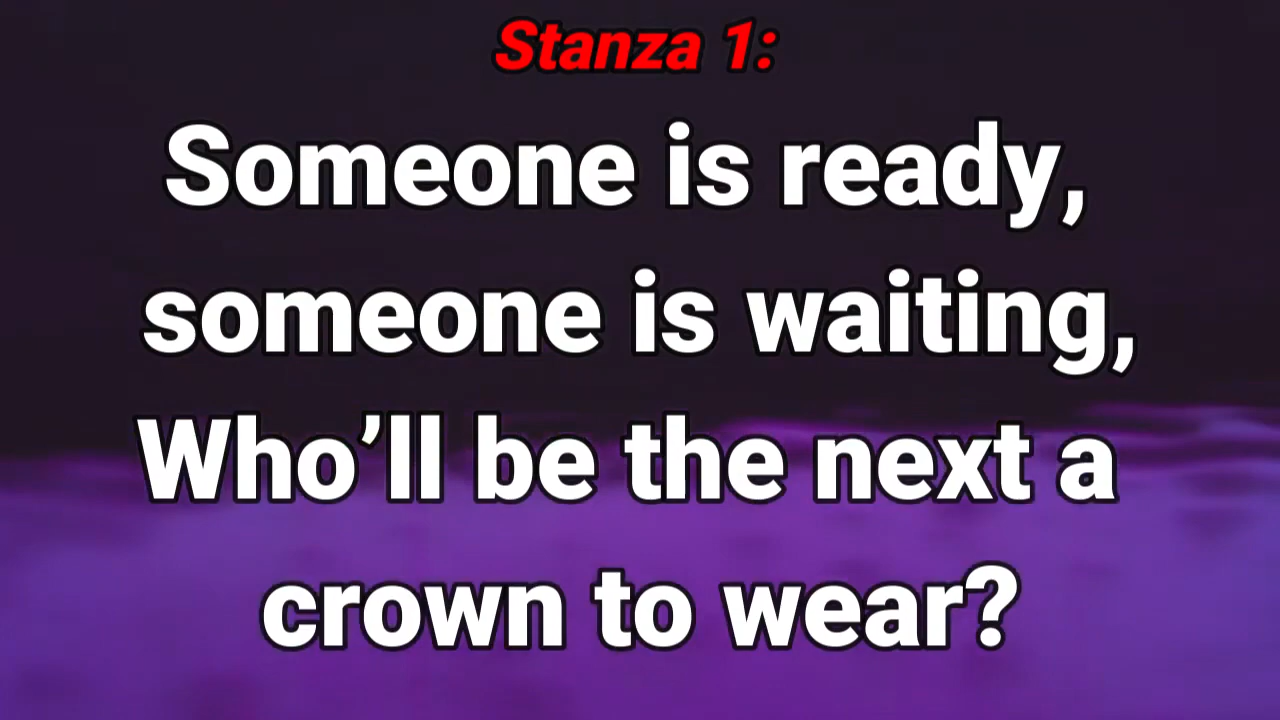 Stanza 1:
Someone is ready,
someone is waiting,
Who’ll be the next a
crown to wear?